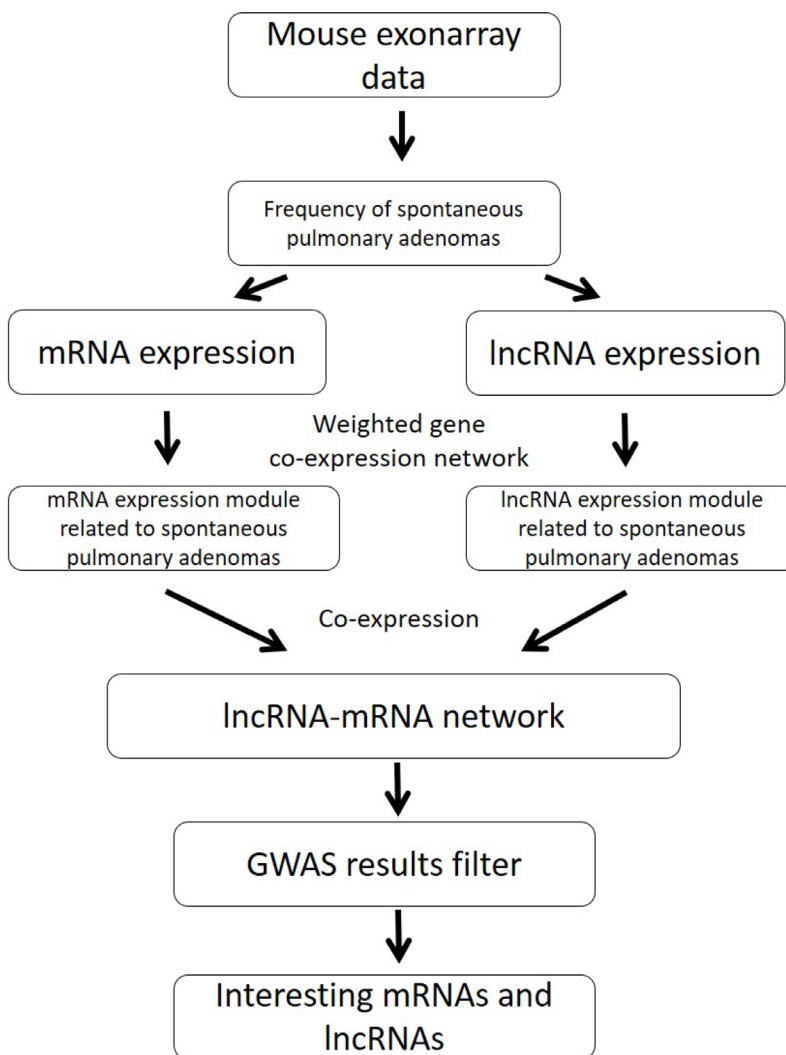 Mouse exonarray
data
Frequency of spontaneous
pulmonary adenomas
mRNA expression
lncRNA expression
Weighted gene
co-expression network
mRNA expression module
related to spontaneous
pulmonary adenomas
lncRNA expression module
related to spontaneous
pulmonary adenomas
Co-expression
lncRNA-mRNA network
GWAS results filter
Interesting mRNAs and
lncRNAs